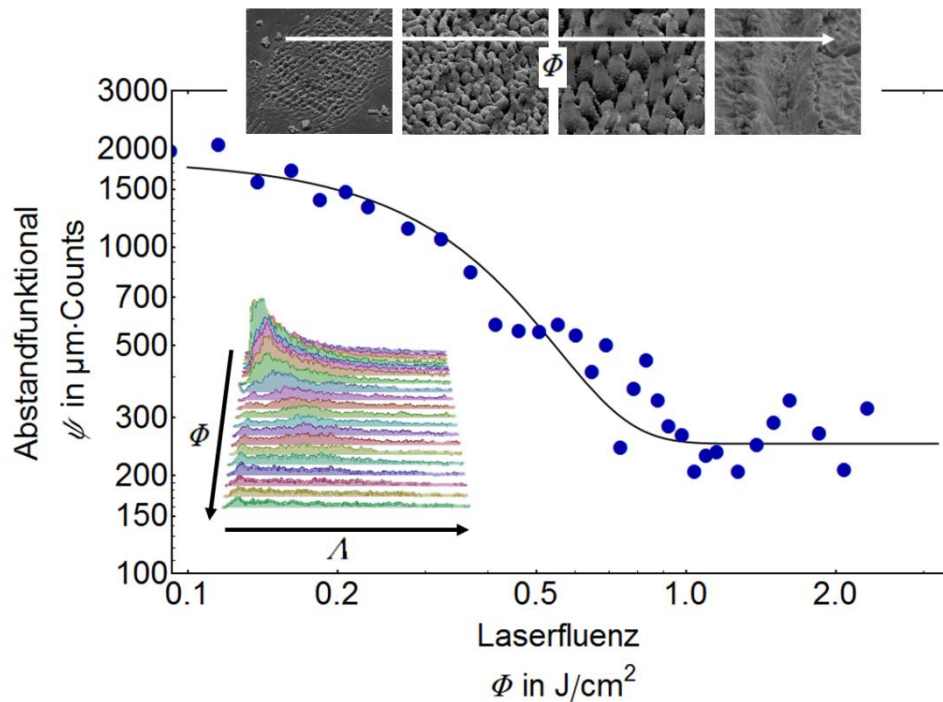 Φ
3000
2000
1500
1000
700
500
300
200
150
100
Abstandfunktional
ψ in µm·Counts
Φ
Λ
0.1
0.2
0.5
1.0
2.0
Laserfluenz
Φ in J/cm²